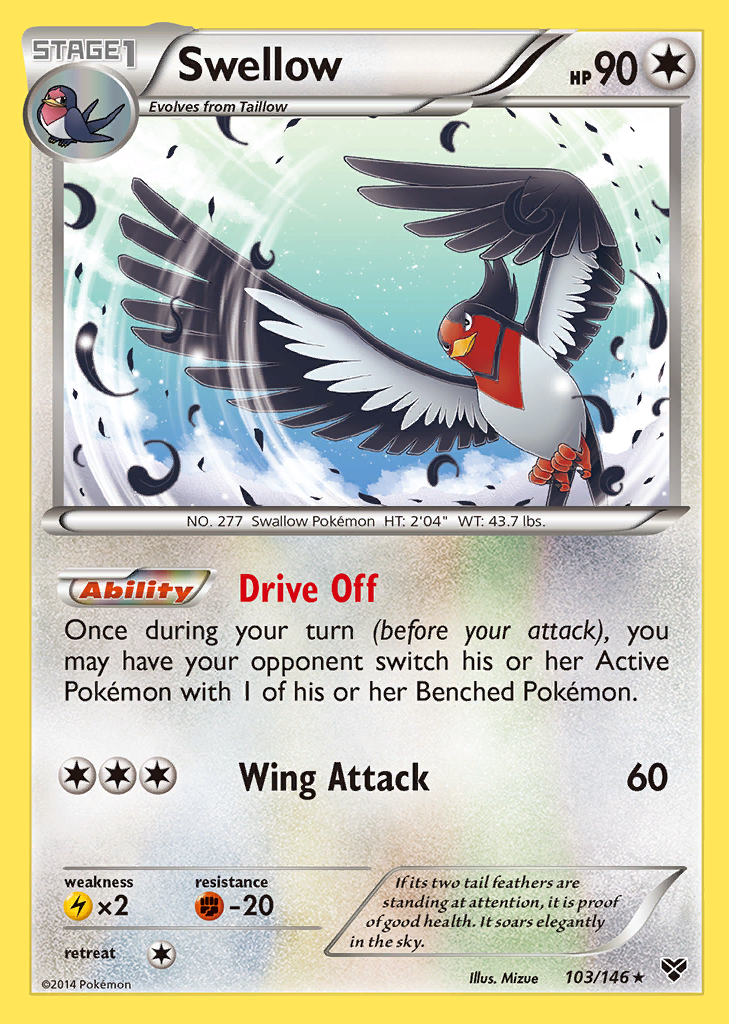 STAGE1
Swellow
HP 90
Evolves from Taillow
NO. 277 Swallow Pokémon HT: 2'04" WT: 43.7 lbs.
Ability Drive Off
Once during your turn (before your attack), you
may have your opponent switch his or her Active
Pokémon with 1 of his or her Benched Pokémon.
Wing Attack 60
weakness
×2
resistance
-20
retreat
If its two tail feathers are
standing at attention, it is proof
of good health. It soars elegantly
in the sky.
©2014 Pokémon
Illus. Mizue 103/146 ★